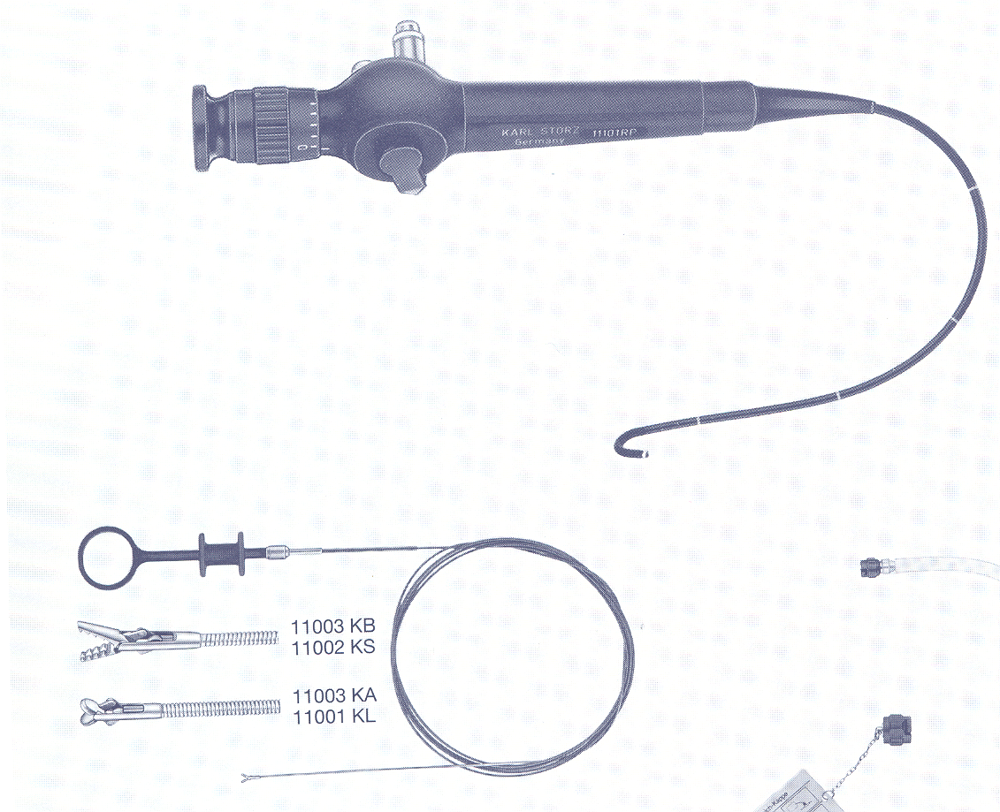 KARL STORZ 11101RP
Germany
11003 KB
11002 KS
11003 KA
11001 KL